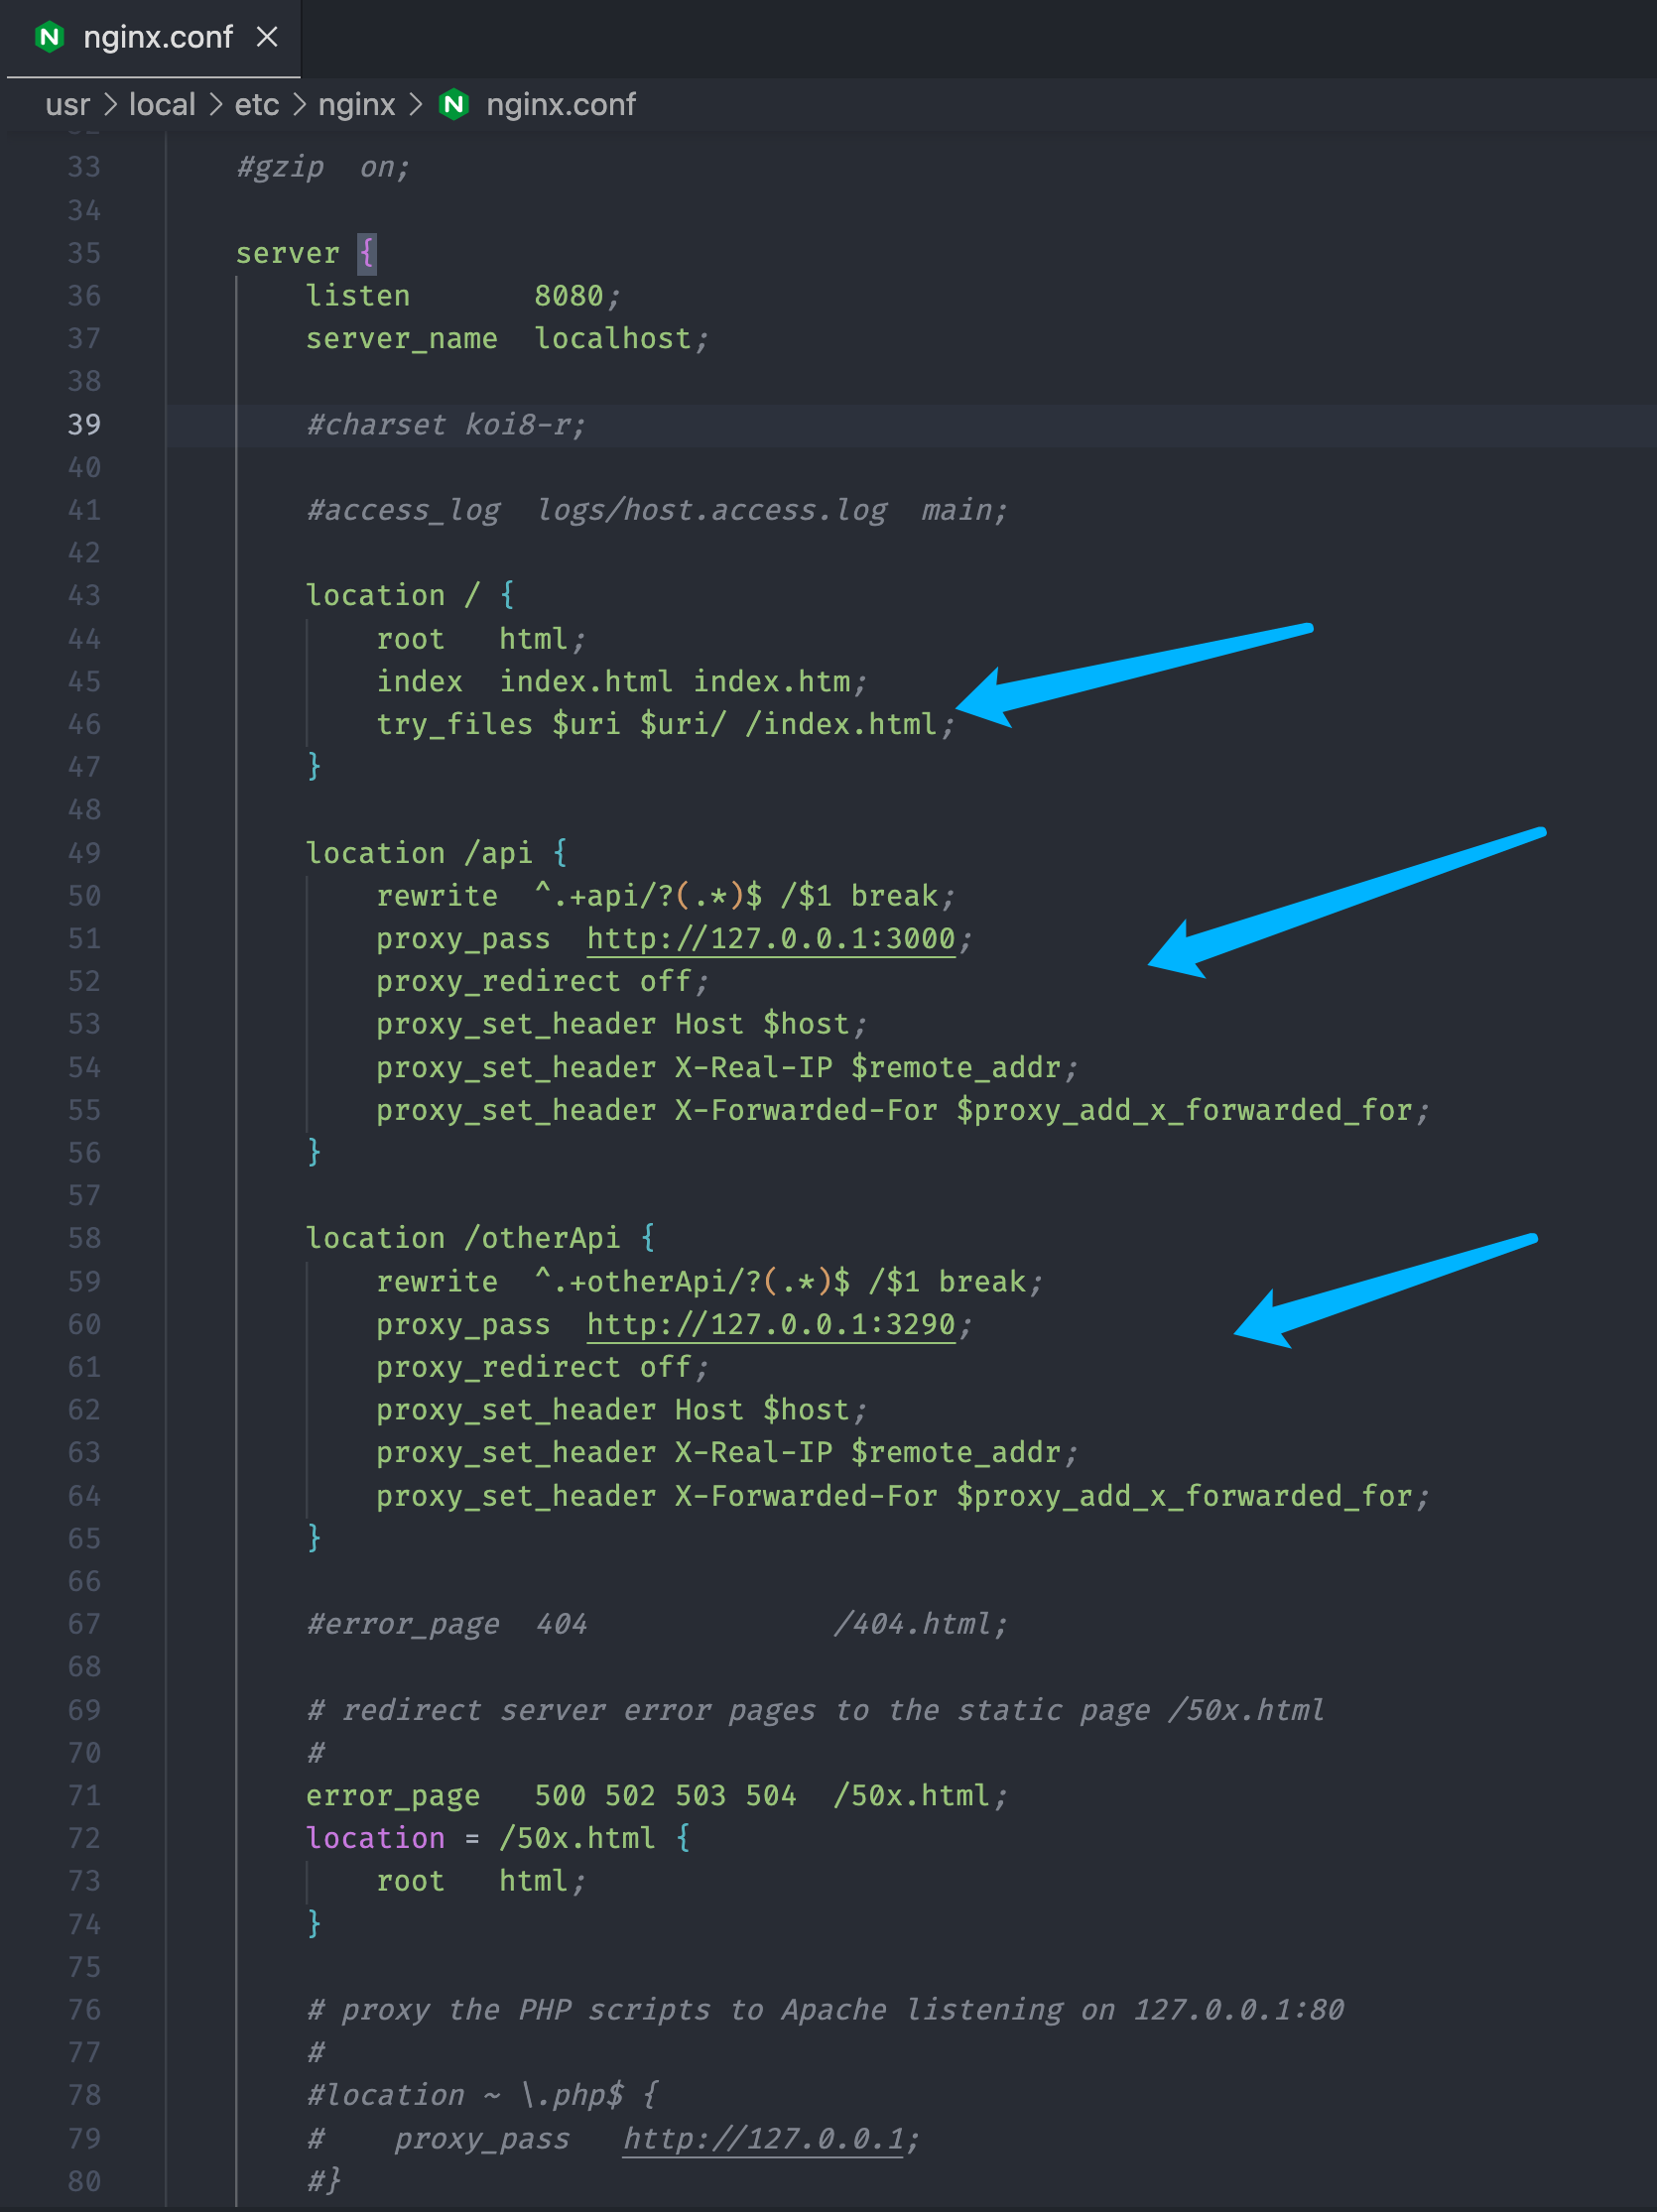 nginx.conf
usr > local > etc > nginx > nginx.conf
33 #gzip  on;
34
35 server {
36 listen       8080;
37 server_name  localhost;
38
39 #charset koi8-r;
40
41 #access_log  logs/host.access.log  main;
42
43 location / {
44 root   html;
45 index  index.html index.htm;
46 try_files $uri $uri/ /index.html;
47 }
48
49 location /api {
50 rewrite  ^.+api/?(.*)$ /$1 break;
51 proxy_pass  http://127.0.0.1:3000;
52 proxy_redirect off;
53 proxy_set_header Host $host;
54 proxy_set_header X-Real-IP $remote_addr;
55 proxy_set_header X-Forwarded-For $proxy_add_x_forwarded_for;
56 }
57
58 location /otherApi {
59 rewrite  ^.+otherApi/?(.*)$ /$1 break;
60 proxy_pass  http://127.0.0.1:3290;
61 proxy_redirect off;
62 proxy_set_header Host $host;
63 proxy_set_header X-Real-IP $remote_addr;
64 proxy_set_header X-Forwarded-For $proxy_add_x_forwarded_for;
65 }
66
67 #error_page  404              /404.html;
68
69 # redirect server error pages to the static page /50x.html
70 #
71 error_page   500 502 503 504  /50x.html;
72 location = /50x.html {
73 root   html;
74 }
75
76 # proxy the PHP scripts to Apache listening on 127.0.0.1:80
77 #
78 #location ~ \.php$ {
79 #    proxy_pass   http://127.0.0.1;
80 #}